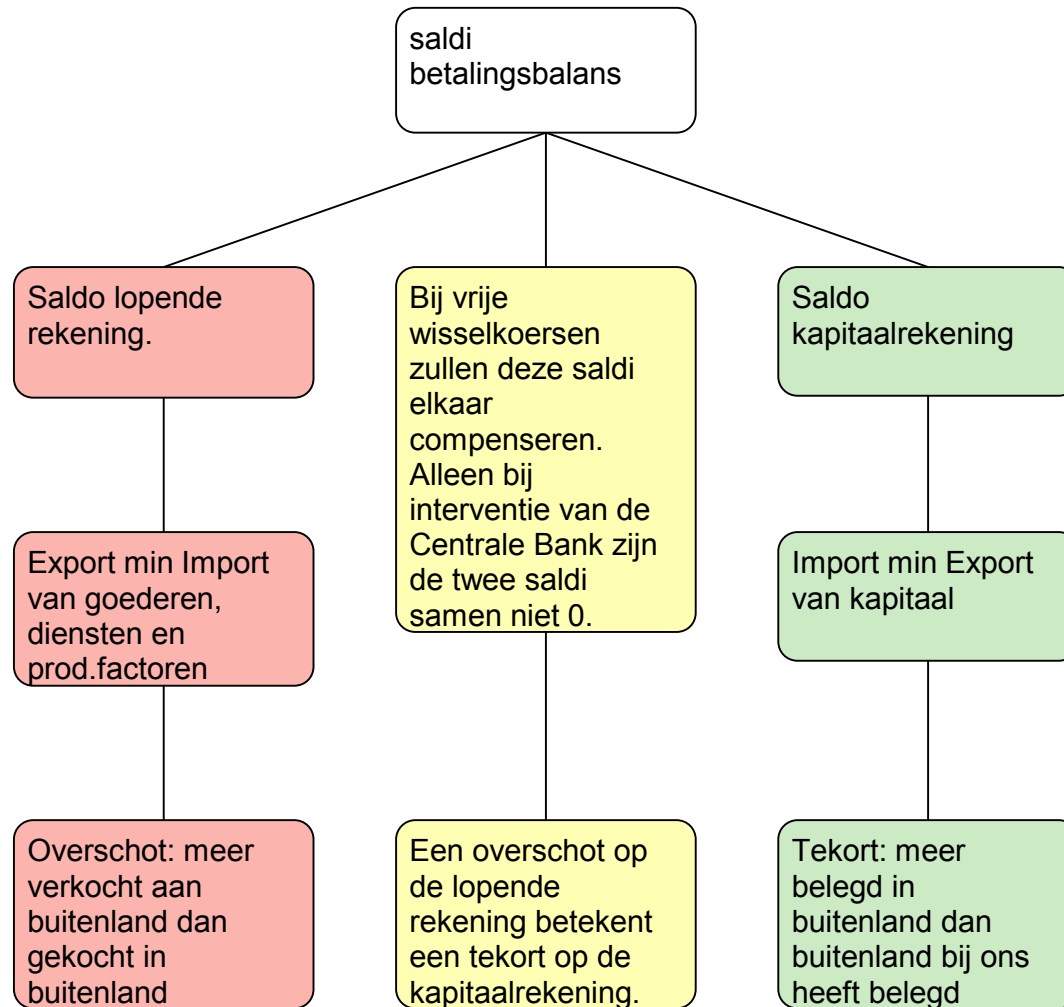 saldi
betalingsbalans
Saldo lopende
rekening.
Export min Import
van goederen,
diensten en
prod.factoren
Overschot: meer
verkocht aan
buitenland dan
gekocht in
buitenland
Bij vrije
wisselkoersen
zullen deze saldi
elkaar
compenseren.
Alleen bij
interventie van de
Centrale Bank zijn
de twee saldi
samen niet 0.
Een overschot op
de lopende
rekening betekent
een tekort op de
kapitaalrekening.
Saldo
kapitaalrekening
Import min Export
van kapitaal
Tekort: meer
belegd in
buitenland dan
buitenland bij ons
heeft belegd